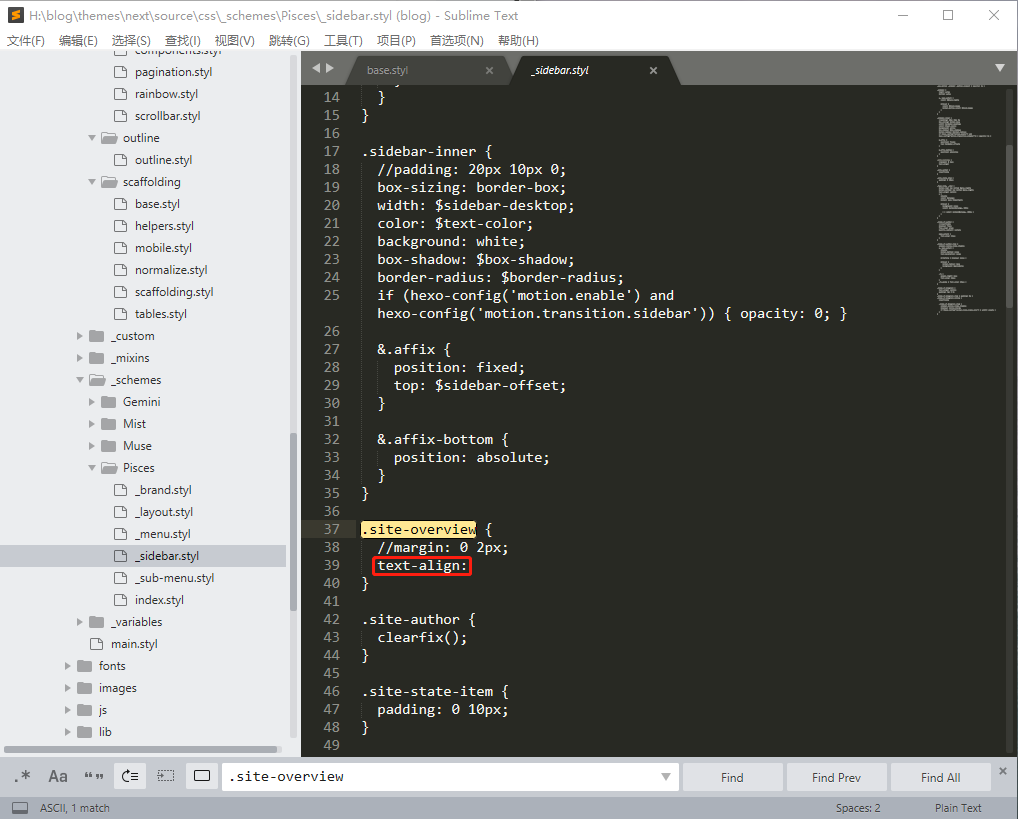 H:\blog\themes\next\source\css\_schemes\Pisces\_sidebar.styl (blog) - Sublime Text
文件(F) 编辑(E) 选择(S) 查找(I) 视图(V) 跳转(G) 工具(T) 项目(P) 首选项(N) 帮助(H)
components.styl
pagination.styl
rainbow.styl
scrollbar.styl
outline
outline.styl
scaffolding
base.styl
helpers.styl
mobile.styl
normalize.styl
scaffolding.styl
tables.styl
_custom
_mixins
_schemes
Gemini
Mist
Muse
Pisces
_brand.styl
_layout.styl
_menu.styl
_sidebar.styl
_sub-menu.styl
index.styl
_variables
main.styl
fonts
images
js
lib
base.styl × _sidebar.styl ×
14 }
15 }
16
17 .sidebar-inner {
18 //padding: 20px 10px 0;
19 box-sizing: border-box;
20 width: $sidebar-desktop;
21 color: $text-color;
22 background: white;
23 box-shadow: $box-shadow;
24 border-radius: $border-radius;
25 if (hexo-config('motion.enable') and
hexo-config('motion.transition.sidebar')) { opacity: 0; }
26
27 &.affix {
28 position: fixed;
29 top: $sidebar-offset;
30 }
31
32 &.affix-bottom {
33 position: absolute;
34 }
35 }
36
37 .site-overview {
38 //margin: 0 2px;
39 text-align:
40 }
41
42 .site-author {
43 clearfix();
44 }
45
46 .site-state-item {
47 padding: 0 10px;
48 }
49
.* Aa “” .site-overview Find Find Prev Find All ×
ASCII, 1 match Spaces: 2 Plain Text